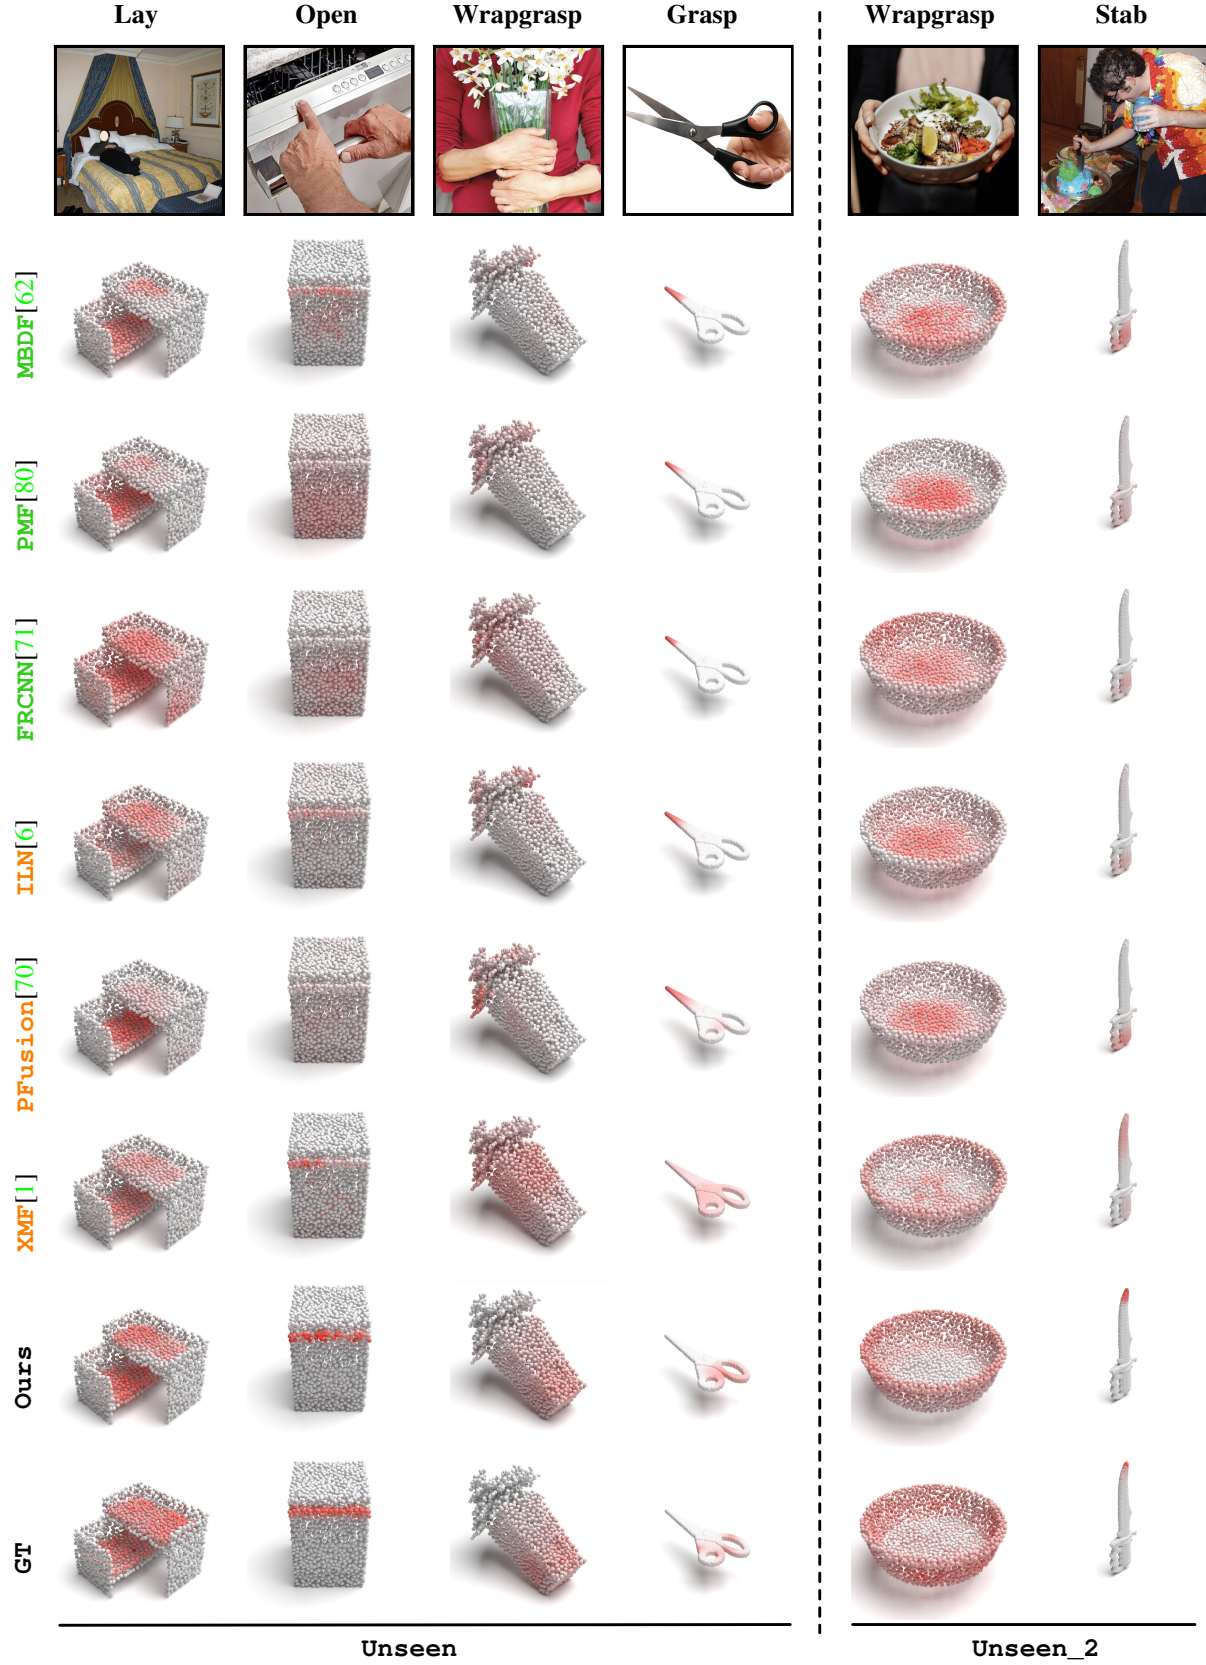 Lay Open Wrapgrasp Grasp Wrapgrasp Stab
MBDF[62]
PMF[80]
FRCNN[71]
ILN[6]
PFusion[70]
XMF[1]
Ours
GT
Unseen Unseen_2